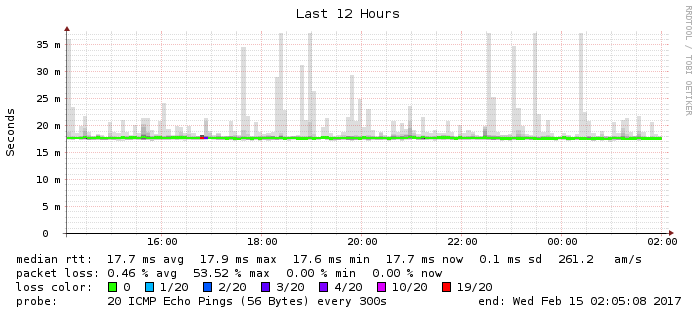 Last 12 Hours
RRDTOOL / TOBI OETIKER
Seconds
35 m
30 m
25 m
20 m
15 m
10 m
5 m
0
16:00 18:00 20:00 22:00 00:00 02:00
median rtt: 17.7 ms avg 17.9 ms max 17.6 ms min 17.7 ms now 0.1 ms sd 261.2 am/s
packet loss: 0.46 % avg 53.52 % max 0.00 % min 0.00 % now
loss color: 0 1/20 2/20 3/20 4/20 10/20 19/20
probe: 20 ICMP Echo Pings (56 Bytes) every 300s end: Wed Feb 15 02:05:08 2017